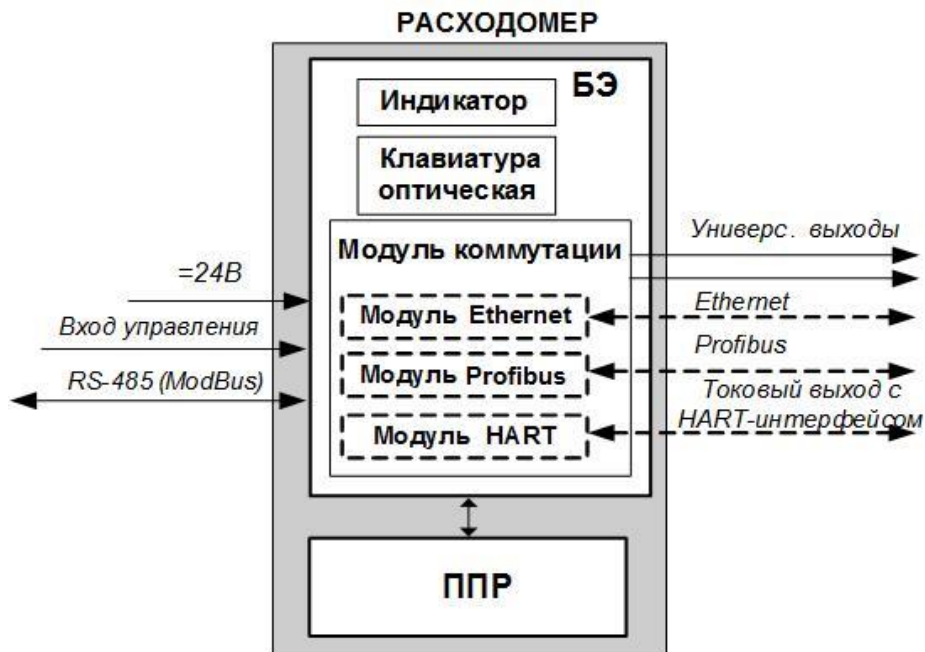 РАСХОДОМЕР
БЭ
Индикатор
Клавиатура
оптическая
Модуль коммутации
Модуль Ethernet
Модуль Profibus
Модуль HART
=24В
Вход управления
RS-485 (ModBus)
Универс. выходы
Ethernet
Profibus
Токовый выход с
HART-интерфейсом
ППР